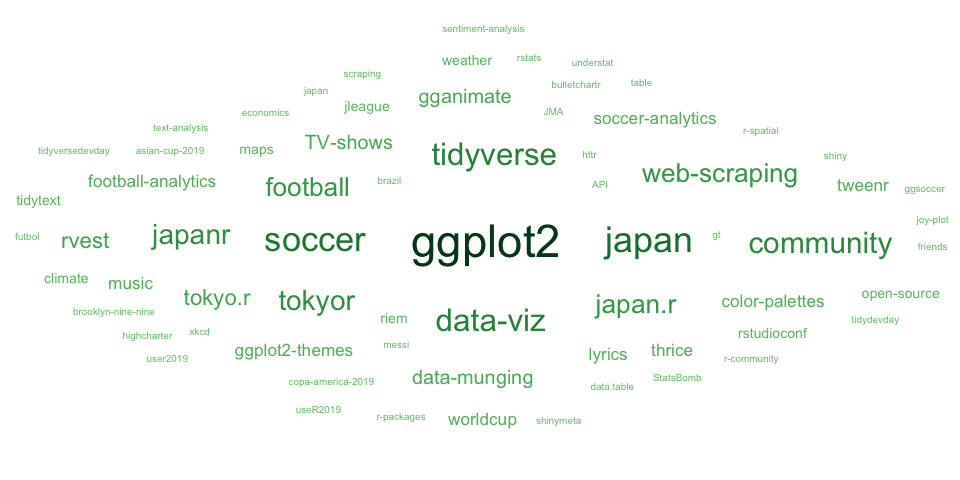 sentiment-analysis
weather
rstats
understat
scraping
bulletchartr
table
japan
gganimate
jleague
economics
JMA
soccer-analytics
text-analysis
r-spatial
TV-shows
tidyversedevday
asian-cup-2019
maps
tidyverse
httr
shiny
football-analytics
football
brazil
API
web-scraping
tweenr
ggsoccer
tidytext
joy-plot
futbol
rvest
japanr
soccer
ggplot2
japan
gt
community
friends
climate
music
tokyo.r
tokyor
japan.r
color-palettes
open-source
brooklyn-nine-nine
riem
data-viz
tidydevday
highcharter
xkcd
rstudioconf
user2019
ggplot2-themes
messi
lyrics
thrice
r-community
copa-america-2019
data-munging
data.table
StatsBomb
useR2019
r-packages
worldcup
shinymeta